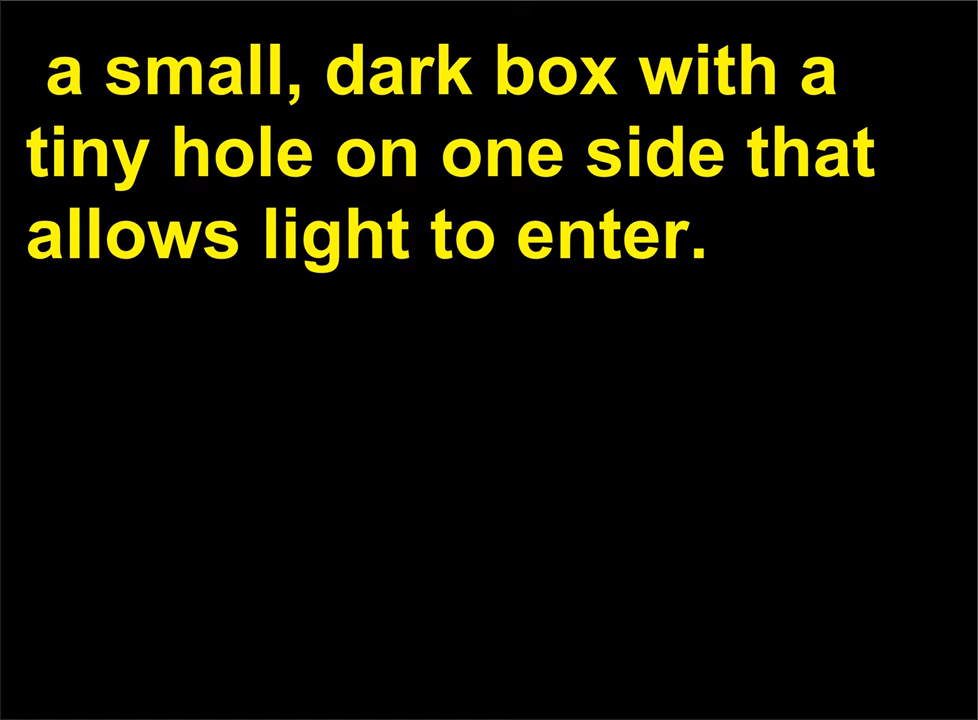 a small, dark box with a
tiny hole on one side that
allows light to enter.